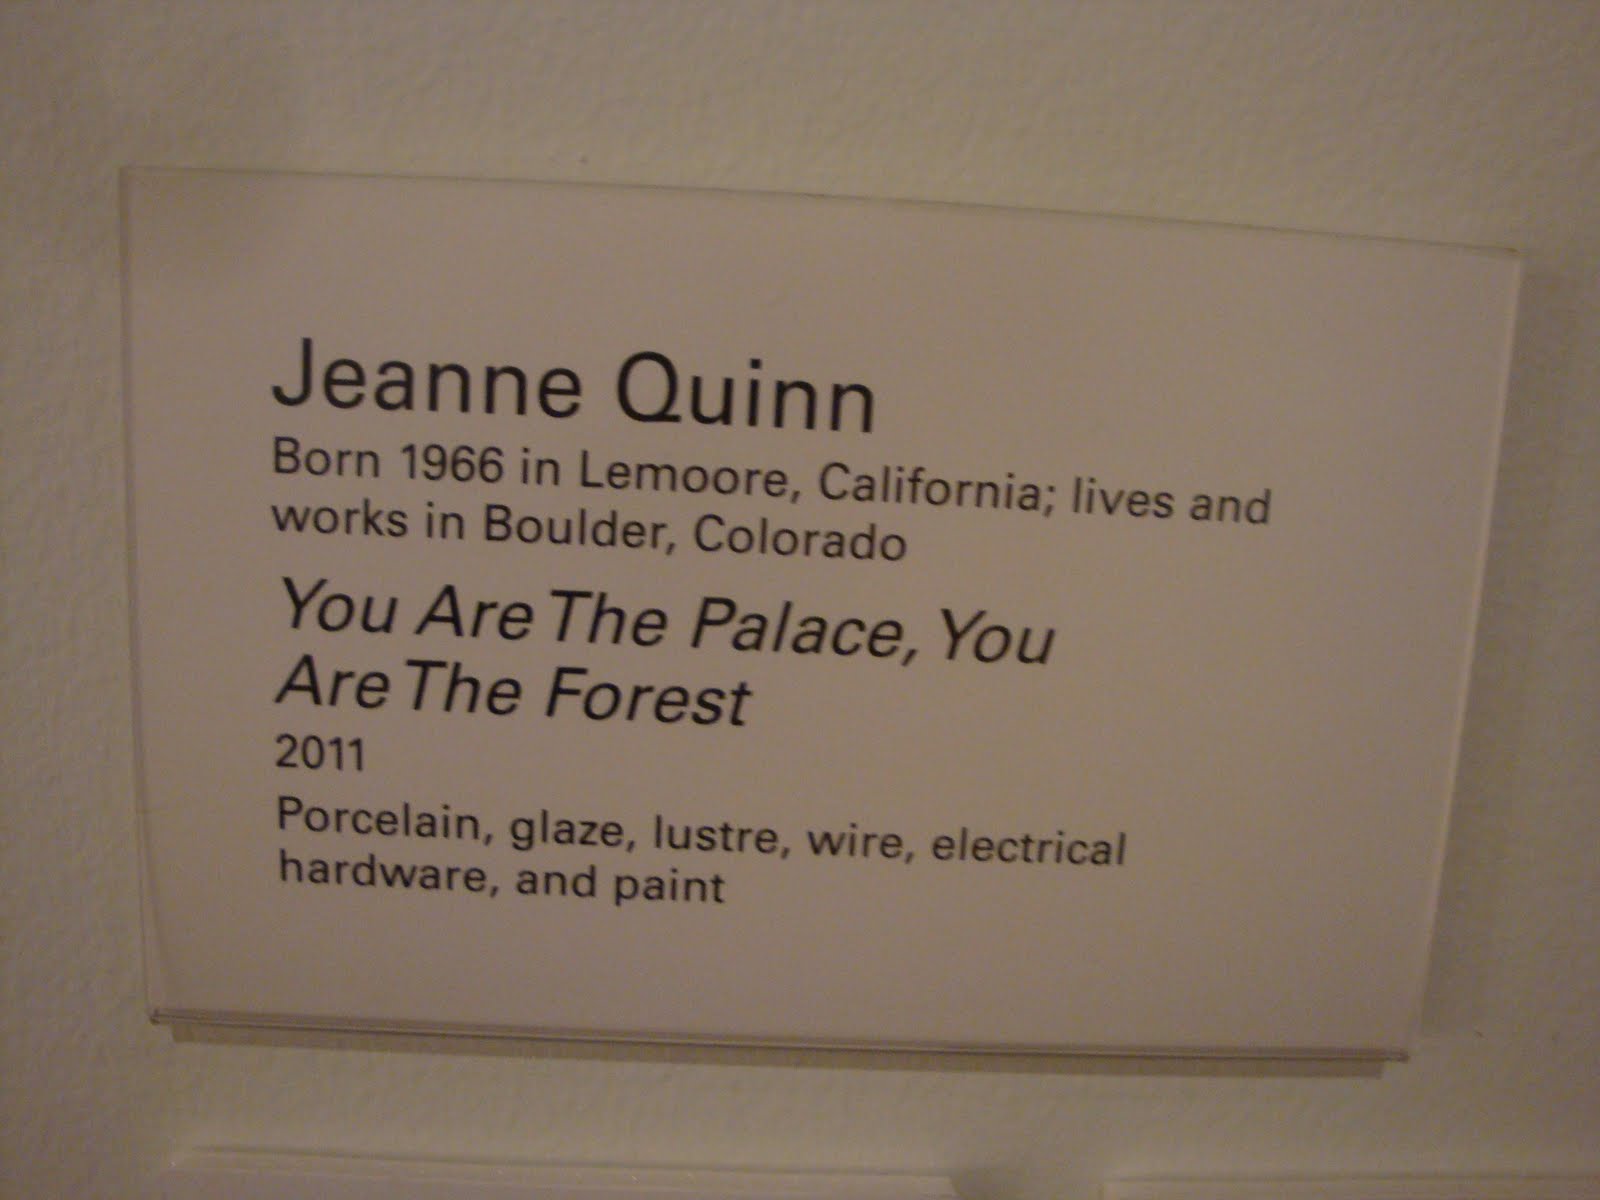 Jeanne Quinn
Born 1966 in Lemoore, California; lives and
works in Boulder, Colorado
You Are The Palace, You
Are The Forest
2011
Porcelain, glaze, lustre, wire, electrical
hardware, and paint